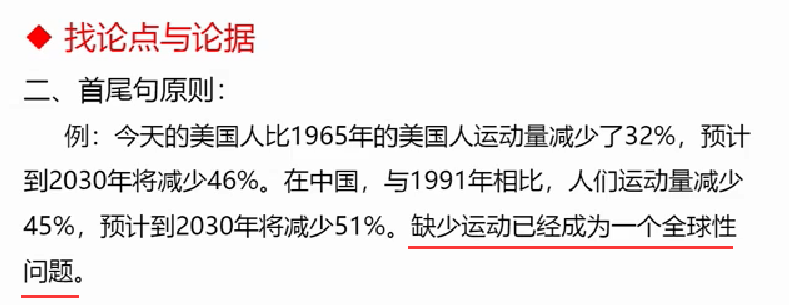 ◆ 找论点与论据
二、首尾句原则：
例：今天的美国人比1965年的美国人运动量减少了32%，预计
到2030年将减少46%。在中国，与1991年相比，人们运动量减少
45%，预计到2030年将减少51%。缺少运动已经成为一个全球性
问题。